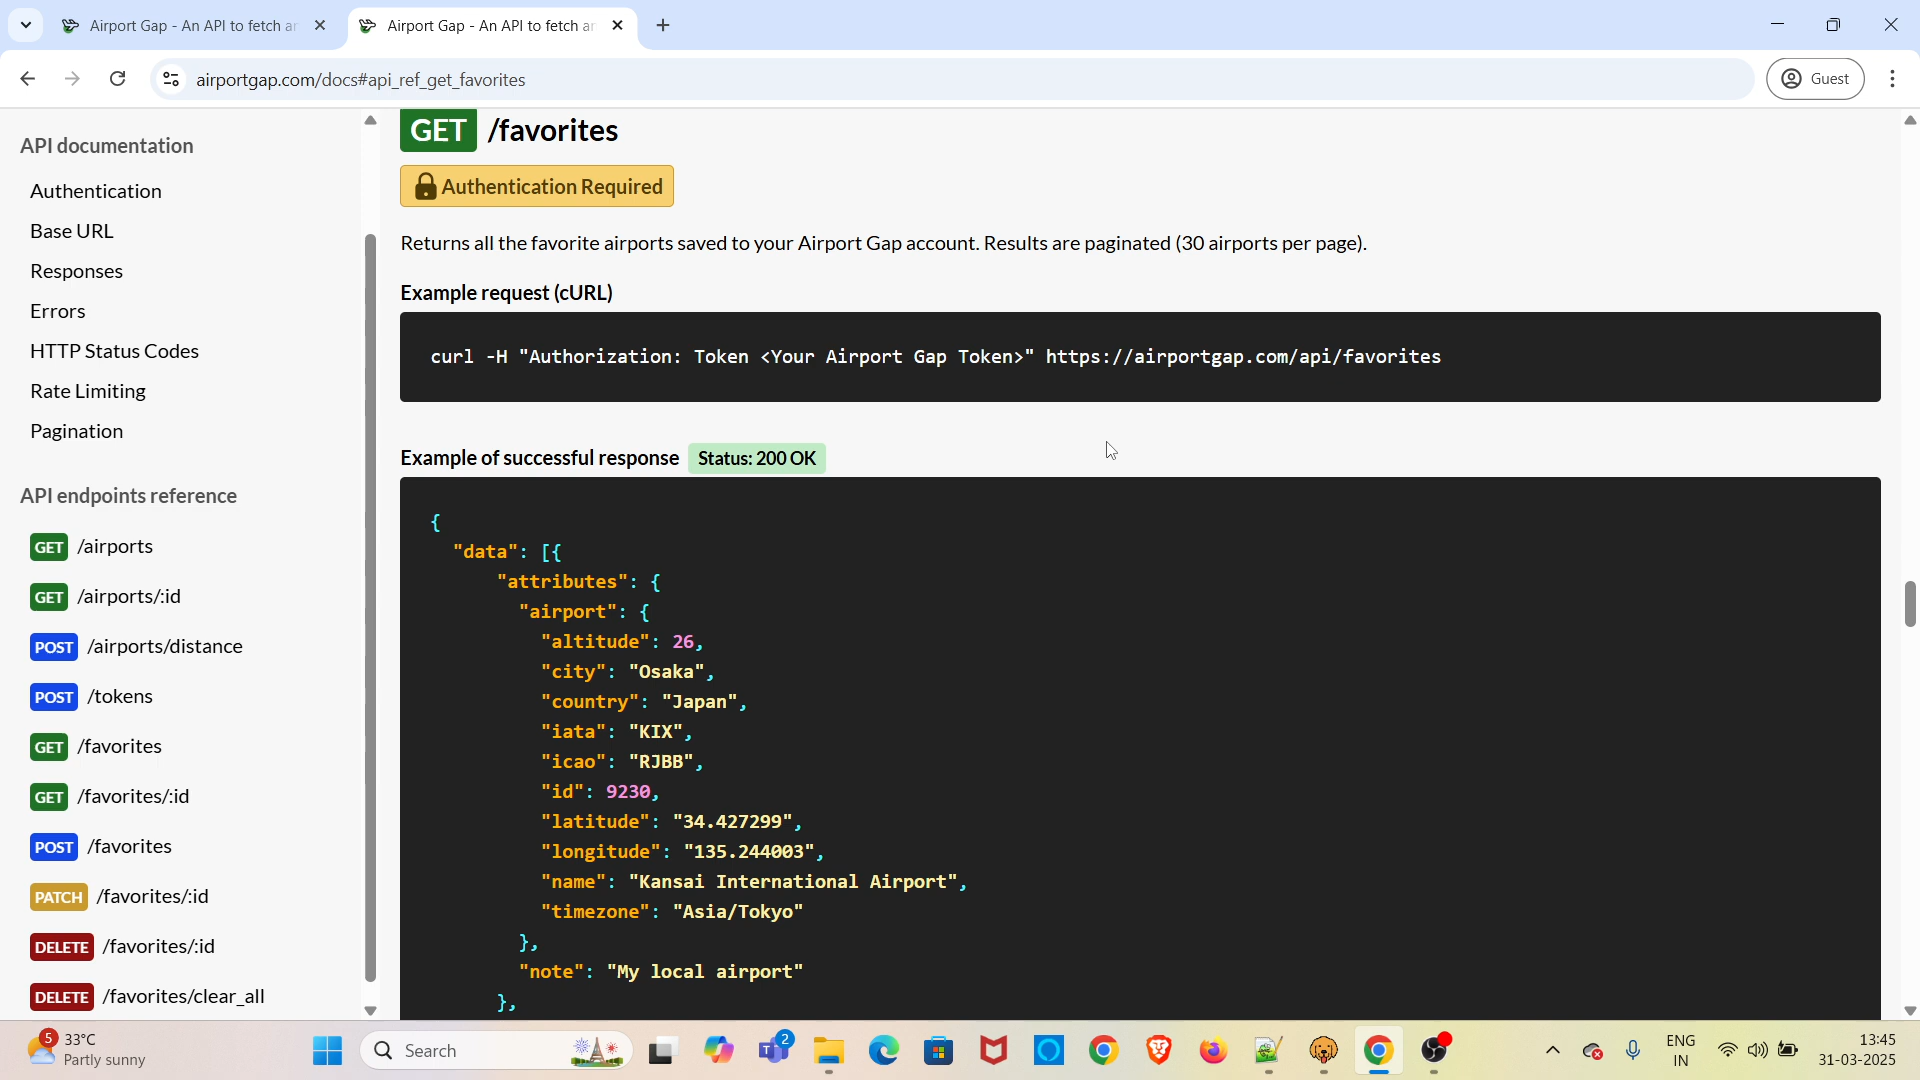 Airport Gap - An API to fetch ar
Airport Gap - An API to fetch ar
airportgap.com/docs#api_ref_get_favorites
Guest
API documentation
Authentication
Base URL
Responses
Errors
HTTP Status Codes
Rate Limiting
Pagination
API endpoints reference
GET /airports
GET /airports/:id
POST /airports/distance
POST /tokens
GET /favorites
GET /favorites/:id
POST /favorites
PATCH /favorites/:id
DELETE /favorites/:id
DELETE /favorites/clear_all
GET /favorites
Authentication Required
Returns all the favorite airports saved to your Airport Gap account. Results are paginated (30 airports per page).
Example request (cURL)
curl -H "Authorization: Token <Your Airport Gap Token>" https://airportgap.com/api/favorites
Example of successful response Status: 200 OK
{
"data": [{
"attributes": {
"airport": {
"altitude": 26,
"city": "Osaka",
"country": "Japan",
"iata": "KIX",
"icao": "RJBB",
"id": 9230,
"latitude": "34.427299",
"longitude": "135.244003",
"name": "Kansai International Airport",
"timezone": "Asia/Tokyo"
},
"note": "My local airport"
},
5
33°C
Partly sunny
Search
2
ENG
IN
13:45
31-03-2025